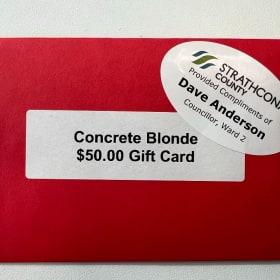 STRATHCONA
COUNTY
Provided Compliments of
Dave Anderson
Councillor, Ward 2
Concrete Blonde
$50.00 Gift Card